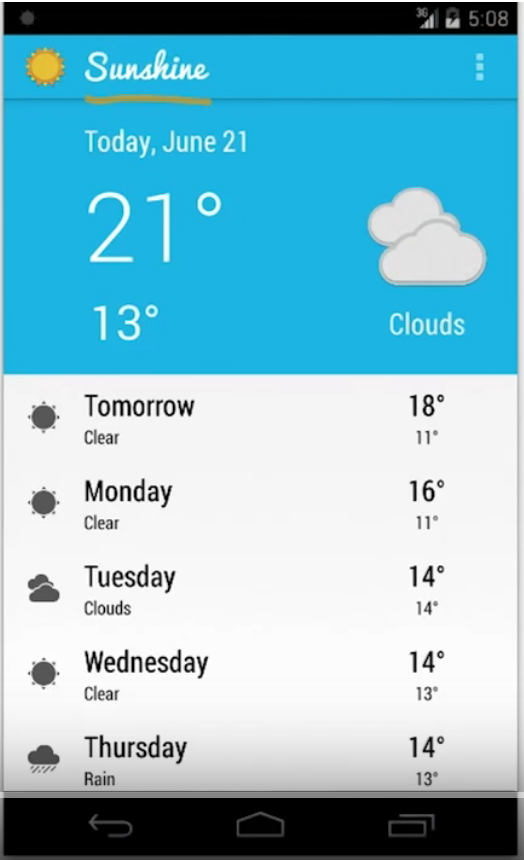 3G 5:08
Sunshine
Today, June 21
21°
13°
Clouds
Tomorrow 18°
Clear 11°
Monday 16°
Clear 11°
Tuesday 14°
Clouds 14°
Wednesday 14°
Clear 13°
Thursday 14°
Rain 13°